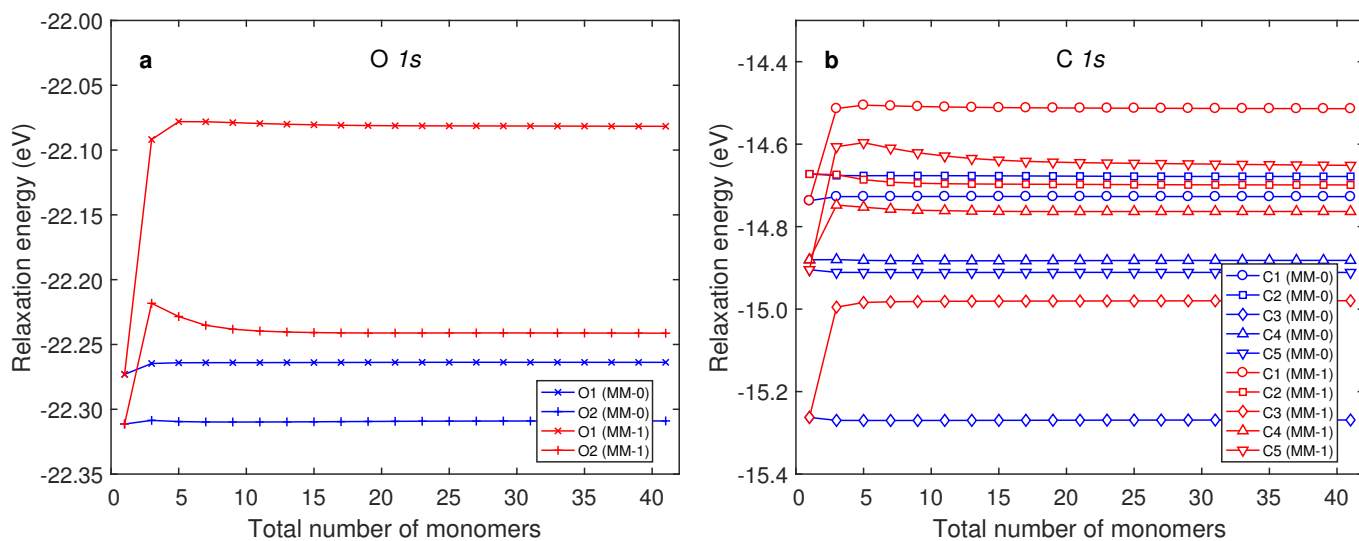 a
O 1s
Relaxation energy (eV)
-22.00
-22.05
-22.10
-22.15
-22.20
-22.25
-22.30
-22.35
0 5 10 15 20 25 30 35 40
Total number of monomers
O1 (MM-0)
O2 (MM-0)
O1 (MM-1)
O2 (MM-1)
b
C 1s
Relaxation energy (eV)
-14.4
-14.6
-14.8
-15.0
-15.2
-15.4
0 5 10 15 20 25 30 35 40
Total number of monomers
C1 (MM-0)
C2 (MM-0)
C3 (MM-0)
C4 (MM-0)
C5 (MM-0)
C1 (MM-1)
C2 (MM-1)
C3 (MM-1)
C4 (MM-1)
C5 (MM-1)